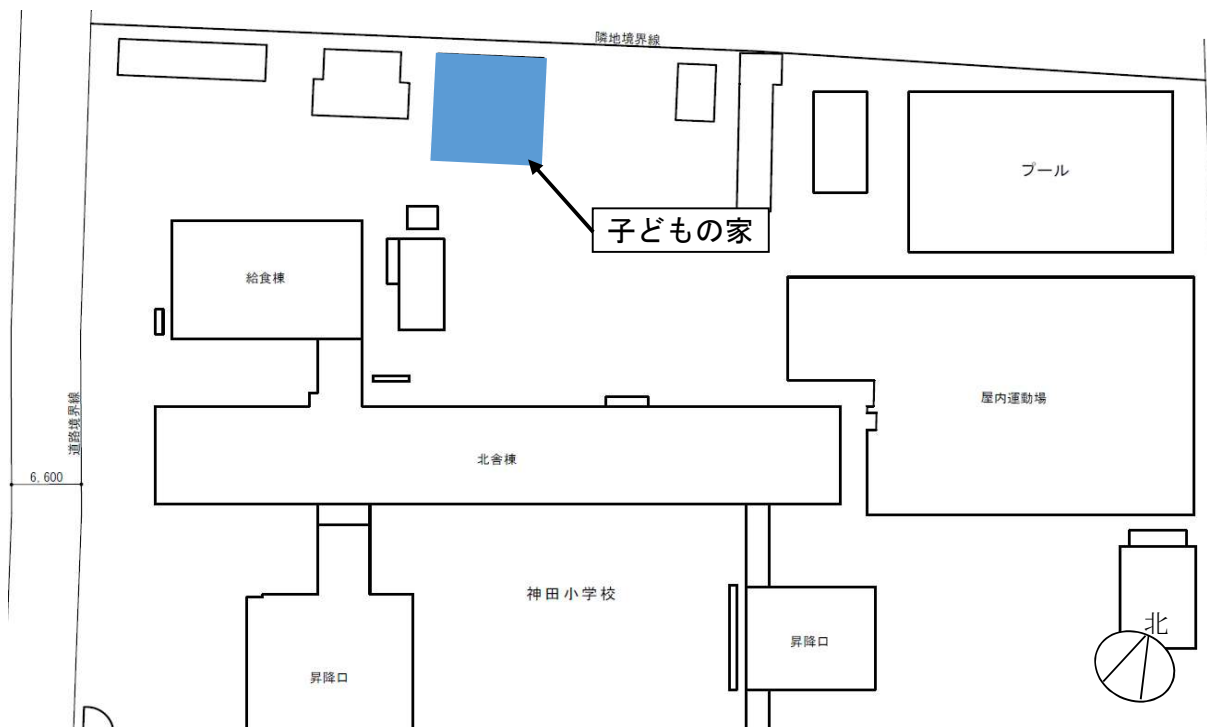 隣地境界線
プール
子どもの家
給食棟
屋内運動場
道路境界線
北舎棟
6,600
神田小学校
北
昇降口
昇降口